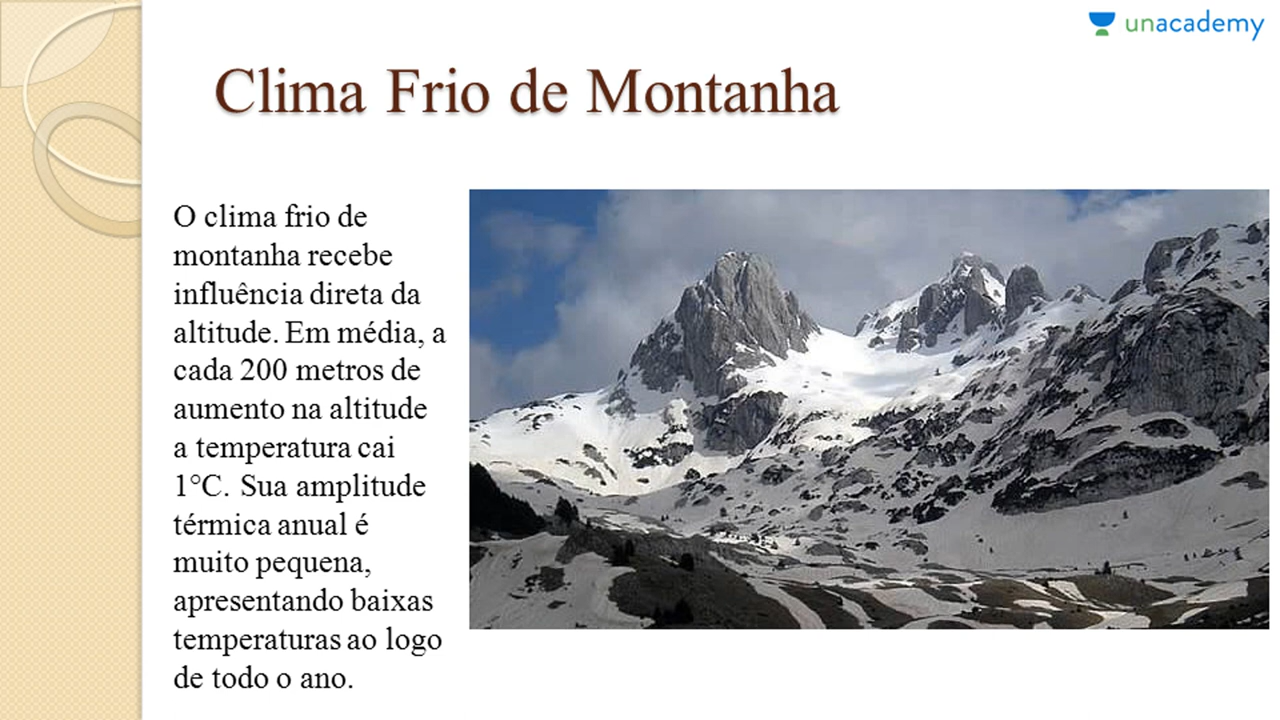 unacademy
Clima Frio de Montanha
O clima frio de
montanha recebe
influência direta da
altitude. Em média, a
cada 200 metros de
aumento na altitude
a temperatura cai
1°C. Sua amplitude
térmica anual é
muito pequena,
apresentando baixas
temperaturas ao logo
de todo o ano.